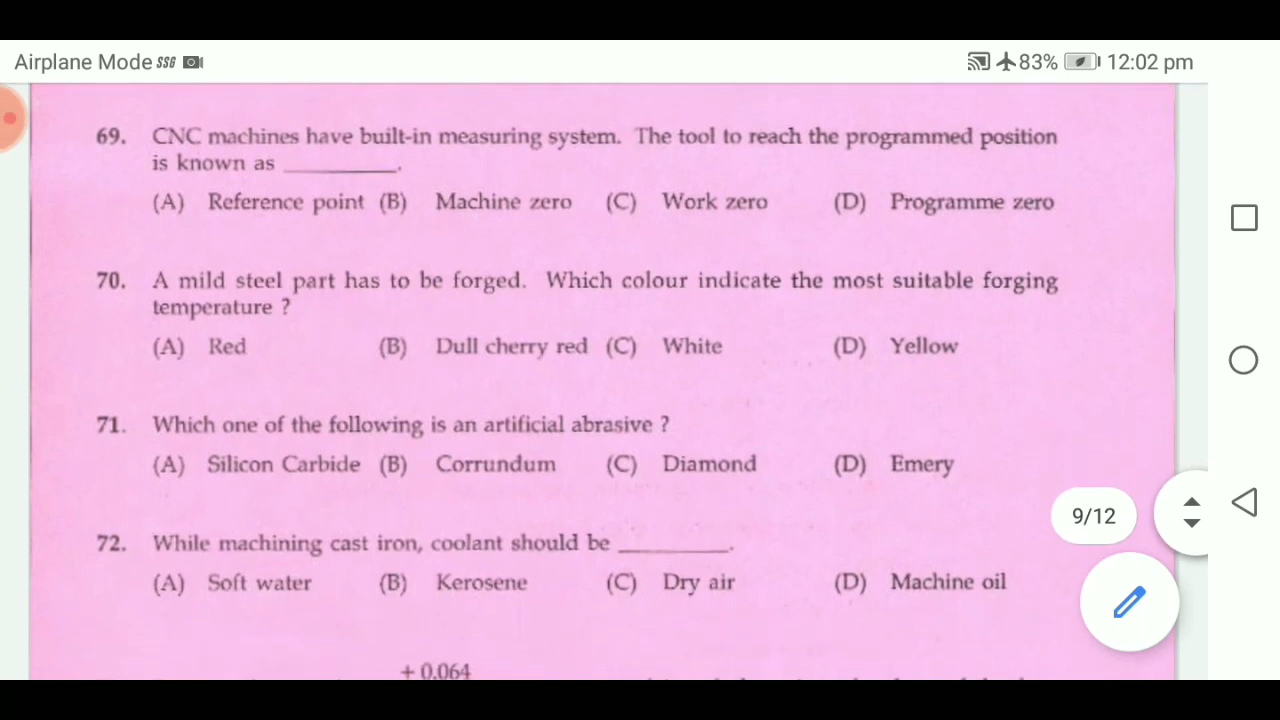 Airplane Mode SSG 83% 12:02 pm
69. CNC machines have built-in measuring system. The tool to reach the programmed position
is known as __________.
(A) Reference point (B) Machine zero (C) Work zero (D) Programme zero
70. A mild steel part has to be forged. Which colour indicate the most suitable forging
temperature ?
(A) Red (B) Dull cherry red (C) White (D) Yellow
71. Which one of the following is an artificial abrasive ?
(A) Silicon Carbide (B) Corrundum (C) Diamond (D) Emery
9/12
72. While machining cast iron, coolant should be __________.
(A) Soft water (B) Kerosene (C) Dry air (D) Machine oil
+ 0.064